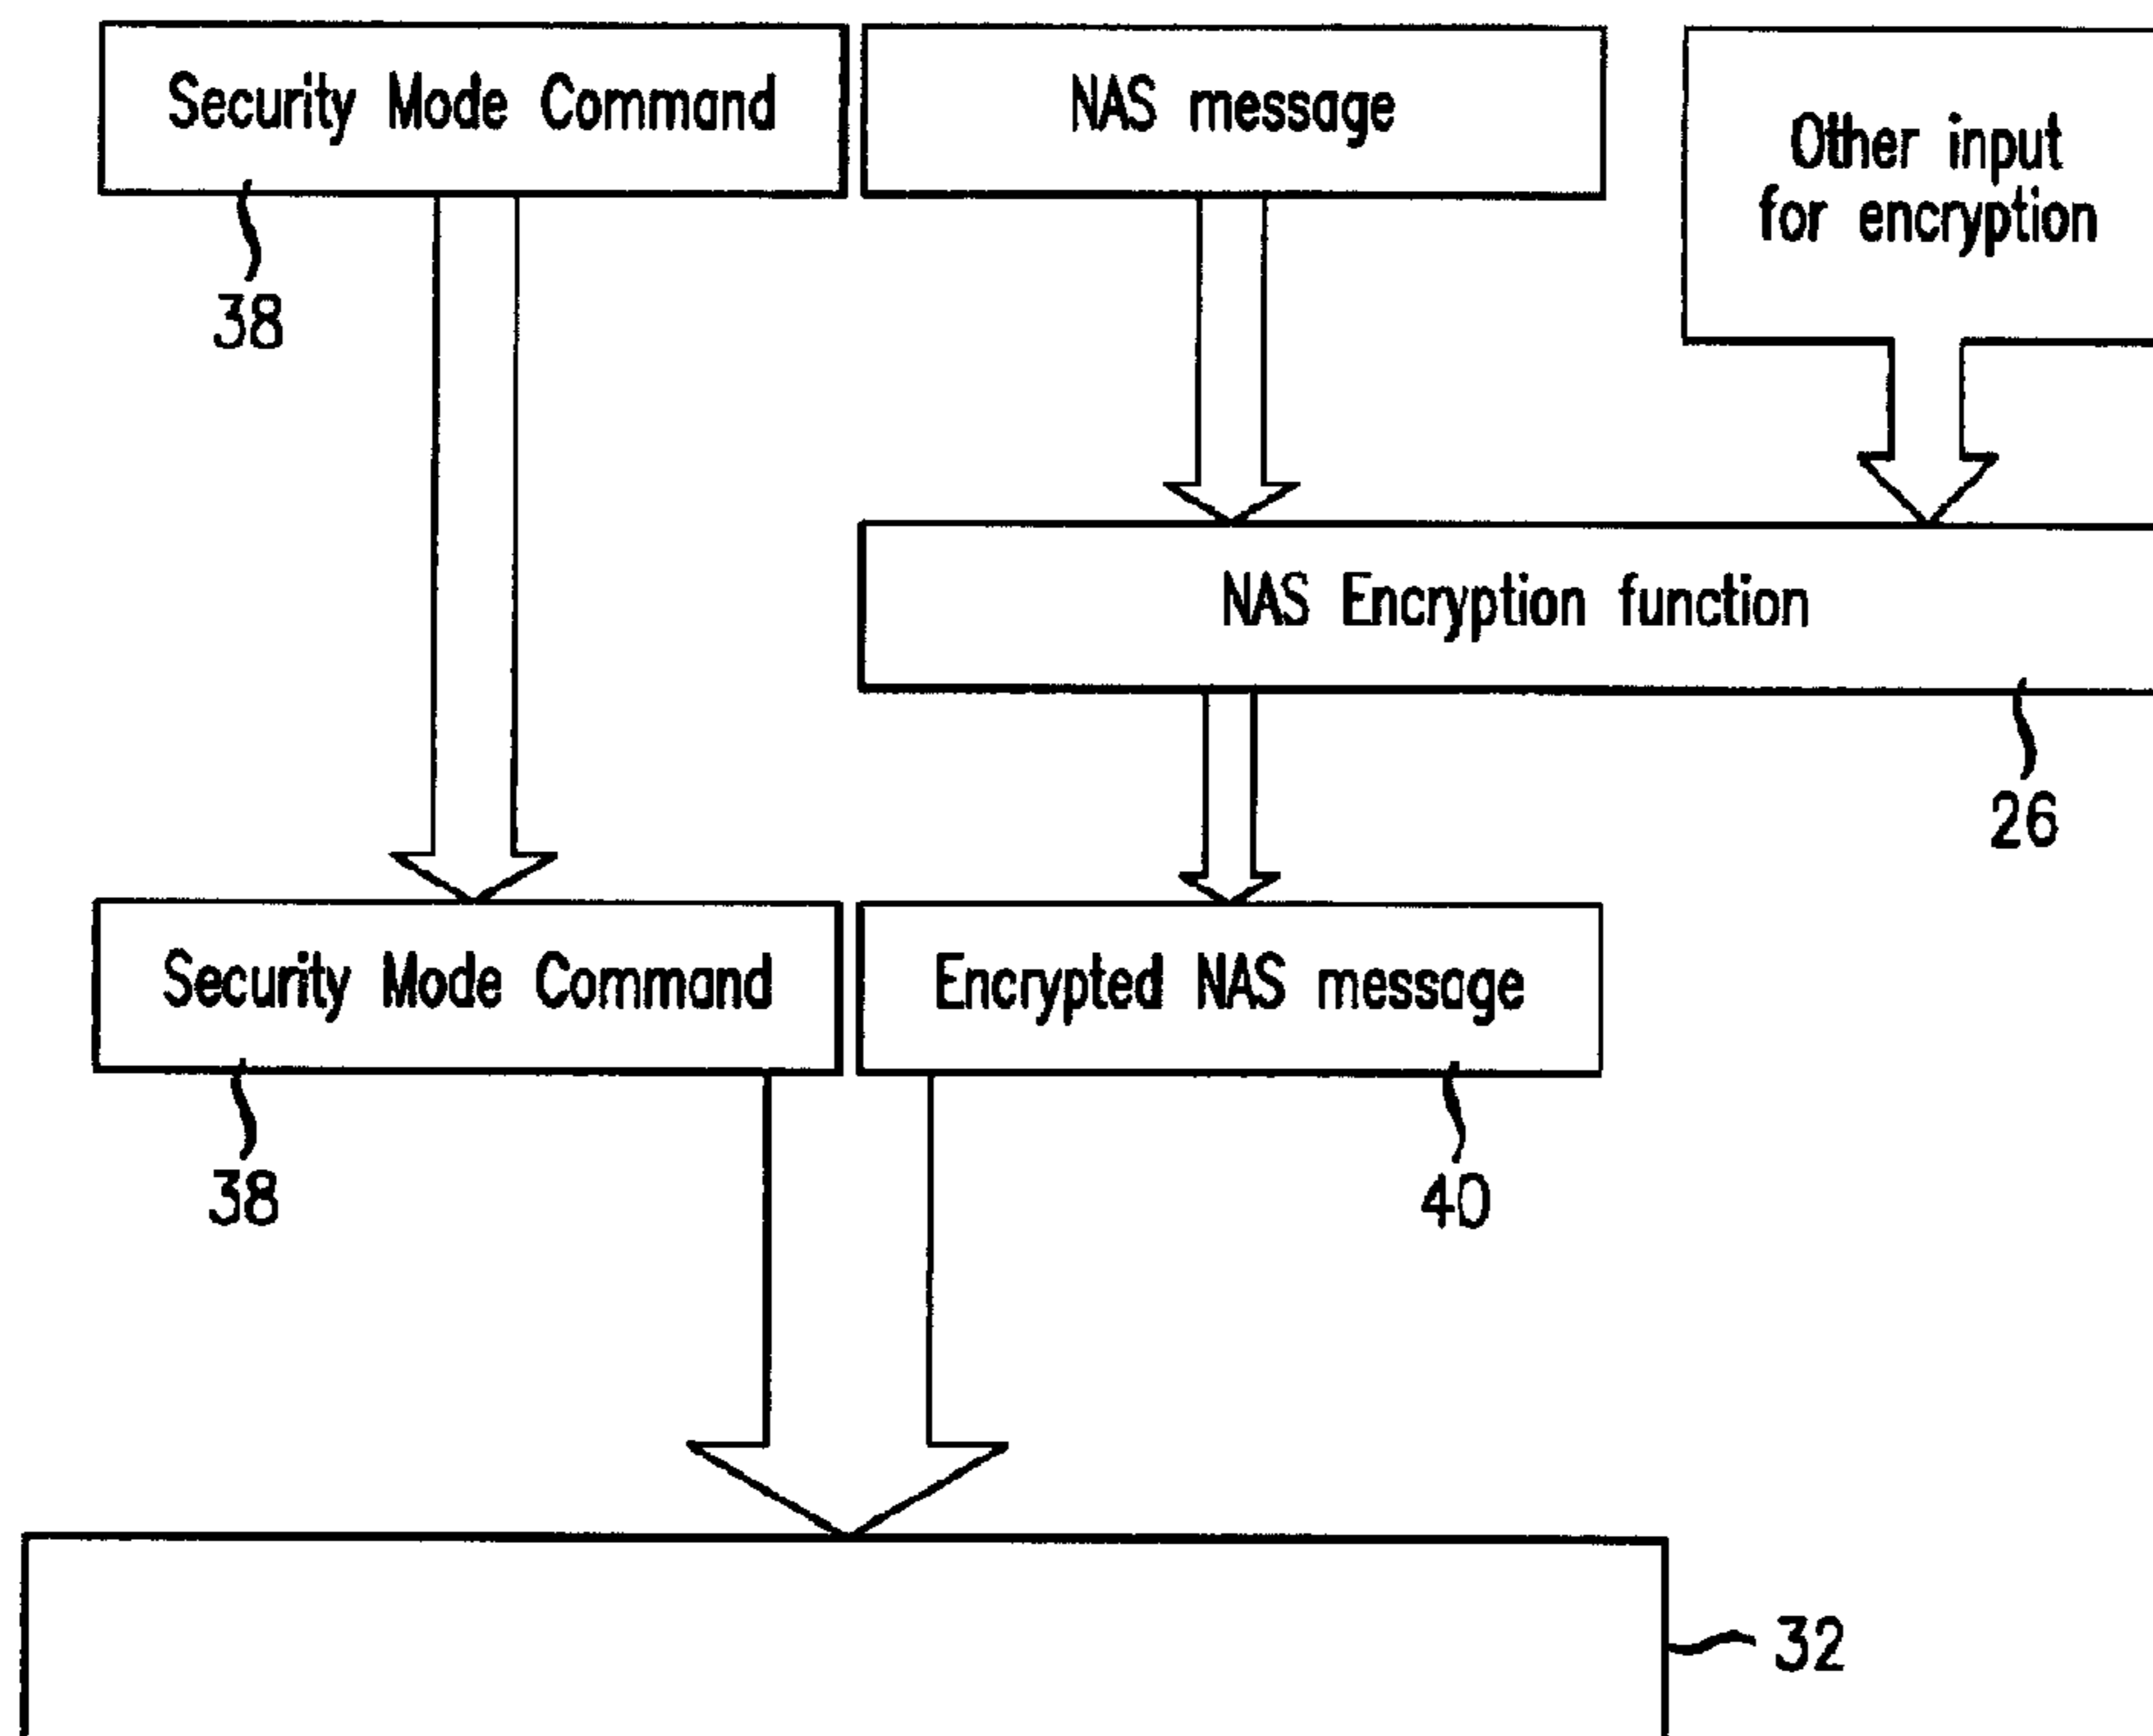 Security Mode Command
NAS message
Other input
for encryption
38
NAS Encryption function
26
Security Mode Command
Encrypted NAS message
38
40
32